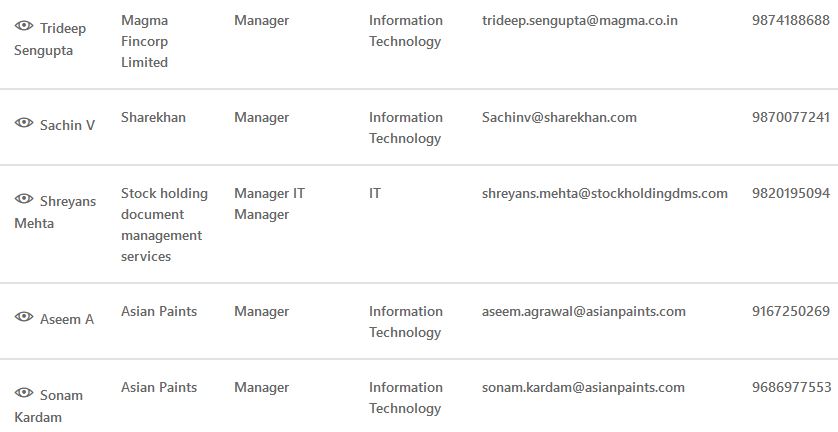 Trideep Sengupta Magma Fincorp Limited Manager Information Technology trideep.sengupta@magma.co.in 9874188688
Sachin V Sharekhan Manager Information Technology Sachinv@sharekhan.com 9870077241
Shreyans Mehta Stock holding document management services Manager IT Manager IT shreyans.mehta@stockholdingdms.com 9820195094
Aseem A Asian Paints Manager Information Technology aseem.agrawal@asianpaints.com 9167250269
Sonam Kardam Asian Paints Manager Information Technology sonam.kardam@asianpaints.com 9686977553